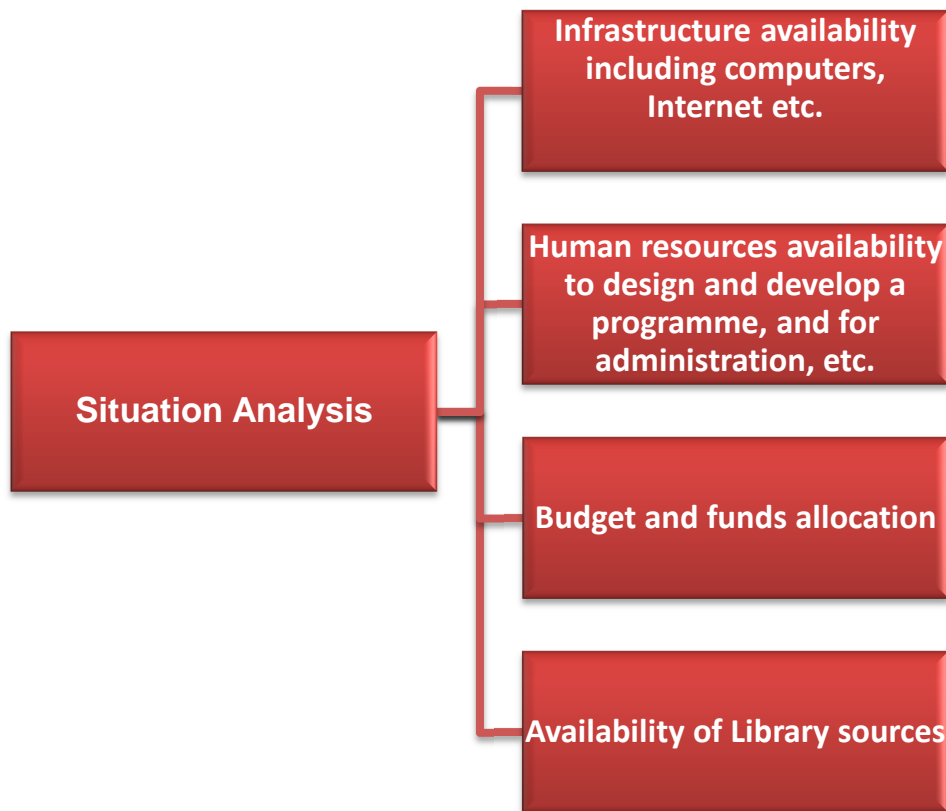 Infrastructure availability
including computers,
Internet etc.
Human resources availability
to design and develop a
programme, and for
administration, etc.
Situation Analysis
Budget and funds allocation
Availability of Library sources